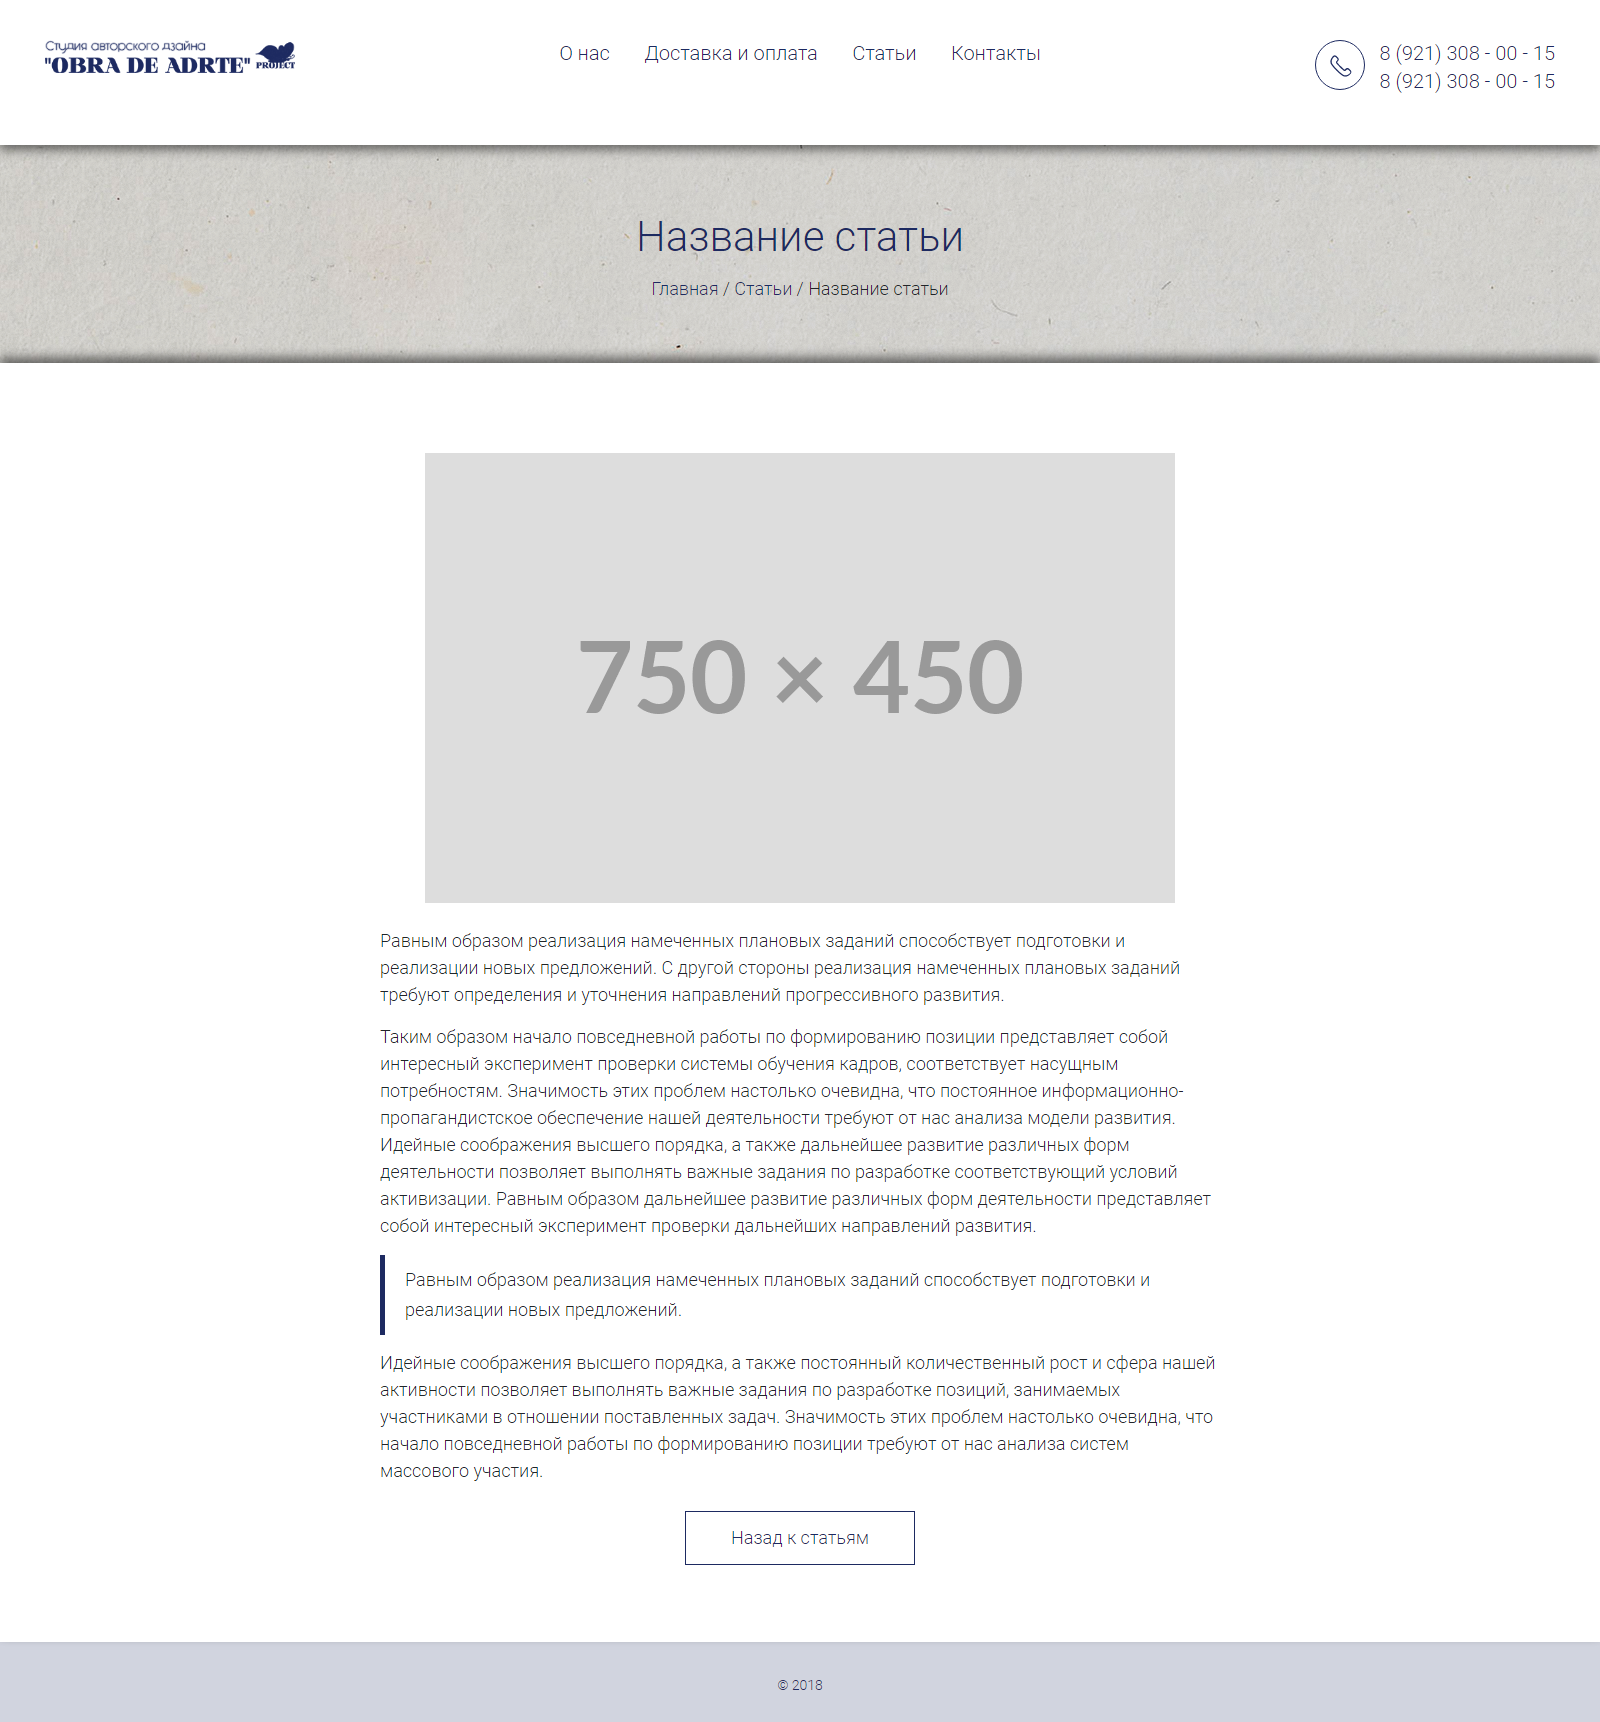 Студия авторского дзайна
"OBRA DE ADRTE" PROJECT
О нас Доставка и оплата Статьи Контакты
8 (921) 308 - 00 - 15
8 (921) 308 - 00 - 15
Название статьи
Главная / Статьи / Название статьи
750 × 450
Равным образом реализация намеченных плановых заданий способствует подготовки и
реализации новых предложений. С другой стороны реализация намеченных плановых заданий
требуют определения и уточнения направлений прогрессивного развития.
Таким образом начало повседневной работы по формированию позиции представляет собой
интересный эксперимент проверки системы обучения кадров, соответствует насущным
потребностям. Значимость этих проблем настолько очевидна, что постоянное информационно-
пропагандистское обеспечение нашей деятельности требуют от нас анализа модели развития.
Идейные соображения высшего порядка, а также дальнейшее развитие различных форм
деятельности позволяет выполнять важные задания по разработке соответствующий условий
активизации. Равным образом дальнейшее развитие различных форм деятельности представляет
собой интересный эксперимент проверки дальнейших направлений развития.
Равным образом реализация намеченных плановых заданий способствует подготовки и
реализации новых предложений.
Идейные соображения высшего порядка, а также постоянный количественный рост и сфера нашей
активности позволяет выполнять важные задания по разработке позиций, занимаемых
участниками в отношении поставленных задач. Значимость этих проблем настолько очевидна, что
начало повседневной работы по формированию позиции требуют от нас анализа систем
массового участия.
Назад к статьям
© 2018